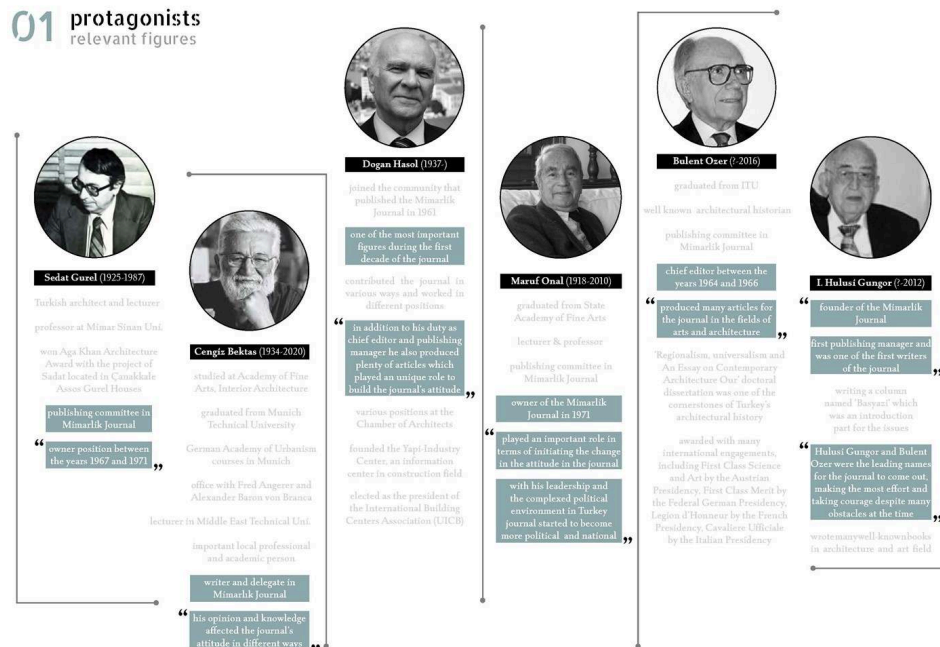 01 protagonists
relevant figures
Sedat Gurel (1925-1987)
Turkish architect and lecturer
professor at Mimar Sinan Uni.
won Aga Khan Architecture
Award with the project of
Sadat located in Çanakkale
Assos Gurel Houses
publishing committee in
Mimarlık Journal
“ owner position between
the years 1967 and 1971 ”
Cengiz Bektas (1934-2020)
studied at Academy of Fine
Arts, Interior Architecture
graduated from Munich
Technical University
German Academy of Urbanism
courses in Munich
office with Fred Angerer and
Alexander Baron von Branca
lecturer in Middle East Technical Uni.
important local professional
and academic person
writer and delegate in
Mimarlık Journal
“ his opinion and knowledge
affected the journal's
attitude in different ways ”
Dogan Hasol (1937-)
joined the community that
published the Mimarlık
Journal in 1961
one of the most important
figures during the first
decade of the journal
contributed the journal in
various ways and worked in
different positions
“ in addition to his duty as
chief editor and publishing
manager he also produced
plenty of articles which
played an unique role to
build the journal's attitude ”
various positions at the
Chamber of Architects
founded the Yapı-Industry
Center, an information
center in construction field
elected as the president of
the International Building
Centers Association (UICB)
Maruf Onal (1918-2010)
graduated from State
Academy of Fine Arts
lecturer & professor
publishing committee in
Mimarlik Journal
owner of the Mimarlik
Journal in 1971
“ played an important role in
terms of initiating the change
in the attitude in the journal
with his leadership and
the complexed political
environment in Turkey
journal started to become
more political and national ”
Bulent Ozer (?-2016)
graduated from ITU
well known architectural historian
publishing committee in
Mimarlik Journal
chief editor between the
years 1964 and 1966
“ produced many articles for
the journal in the fields of
arts and architecture ”
'Regionalism, universalism and
An Essay on Contemporary
Architecture Our' doctoral
dissertation was one of the
cornerstones of Turkey's
architectural history
awarded with many
international engagements,
including First Class Science
and Art by the Austrian
Presidency, First Class Merit by
the Federal German Presidency,
Legion d'Honneur by the French
Presidency, Cavaliere Ufficiale
by the Italian Presidency
I. Hulusi Gungor (?-2012)
“ founder of the Mimarlik
Journal
first publishing manager and
was one of the first writers
of the journal ”
writing a column
named 'Basyazi' which
was an introduction
part for the issues
“ Hulusi Gungor and Bulent
Ozer were the leading names
for the journal to come out,
making the most effort and
taking courage despite many
obstacles at the time ”
wrotemanywell-knownbooks
in architecture and art field